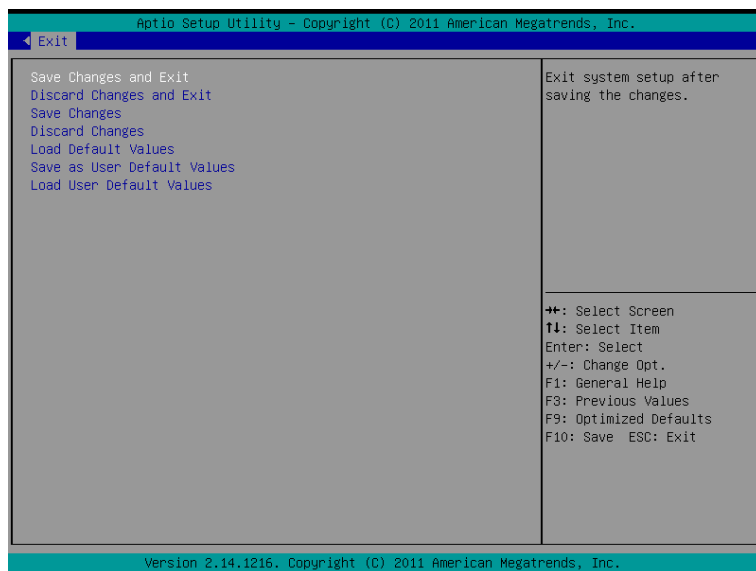 Aptio Setup Utility - Copyright (C) 2011 American Megatrends, Inc.
Exit
Save Changes and Exit
Discard Changes and Exit
Save Changes
Discard Changes
Load Default Values
Save as User Default Values
Load User Default Values
Exit system setup after
saving the changes.
→←: Select Screen
↑↓: Select Item
Enter: Select
+/-: Change Opt.
F1: General Help
F3: Previous Values
F9: Optimized Defaults
F10: Save  ESC: Exit
Version 2.14.1216. Copyright (C) 2011 American Megatrends, Inc.